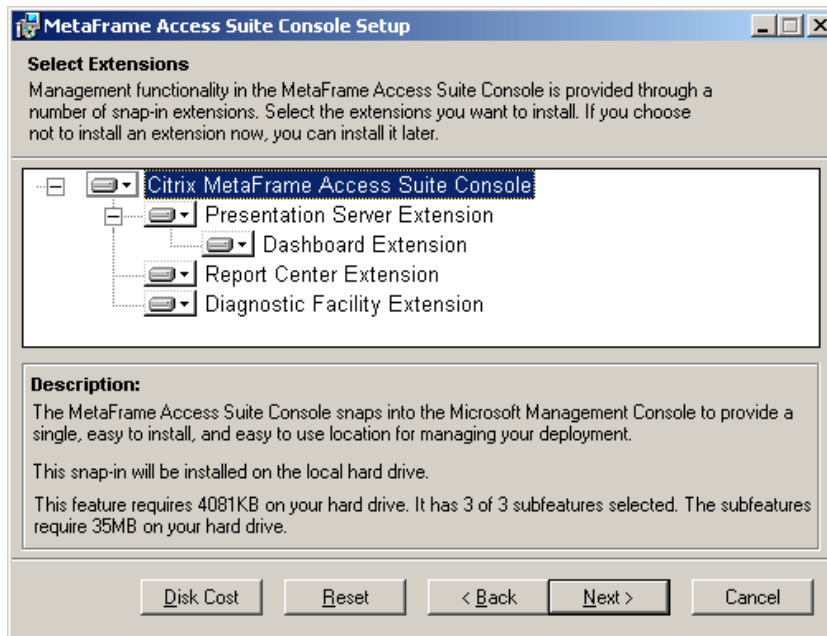 MetaFrame Access Suite Console Setup
Select Extensions
Management functionality in the MetaFrame Access Suite Console is provided through a
number of snap-in extensions. Select the extensions you want to install. If you choose
not to install an extension now, you can install it later.
Citrix MetaFrame Access Suite Console
Presentation Server Extension
Dashboard Extension
Report Center Extension
Diagnostic Facility Extension
Description:
The MetaFrame Access Suite Console snaps into the Microsoft Management Console to provide a
single, easy to install, and easy to use location for managing your deployment.
This snap-in will be installed on the local hard drive.
This feature requires 4081KB on your hard drive. It has 3 of 3 subfeatures selected. The subfeatures
require 35MB on your hard drive.
Disk Cost Reset < Back Next > Cancel